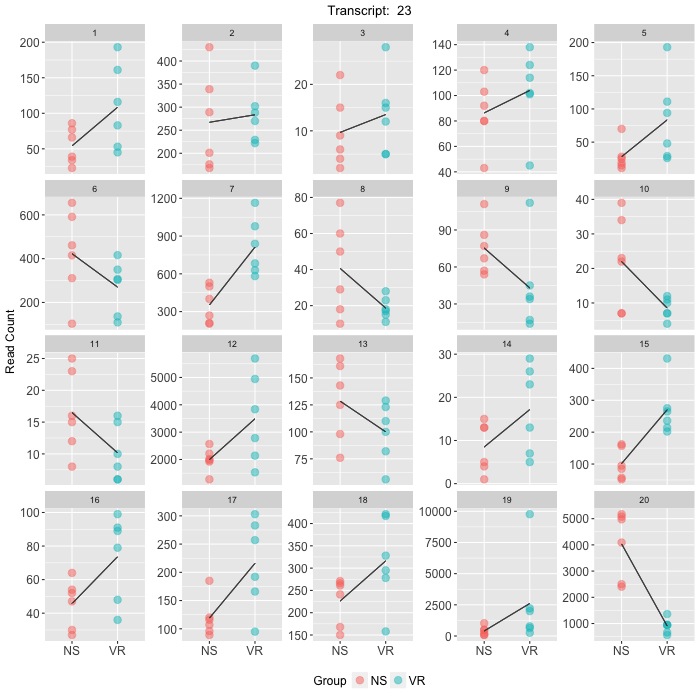 Transcript:  23
1 2 3 4 5
200 150 100 50
400 350 300 250 200
20 10
140 120 100 80 60 40
200 150 100 50
6 7 8 9 10
600 400 200
1200 900 600 300
80 60 40 20
90 60 30
40 30 20 10
Read Count
11 12 13 14 15
25 20 15 10
5000 4000 3000 2000
150 125 100 75
30 20 10 0
400 300 200 100
16 17 18 19 20
100 80 60 40
300 250 200 150 100
400 350 300 250 200 150
10000 7500 5000 2500 0
5000 4000 3000 2000 1000
NS VR NS VR NS VR NS VR NS VR
Group NS VR